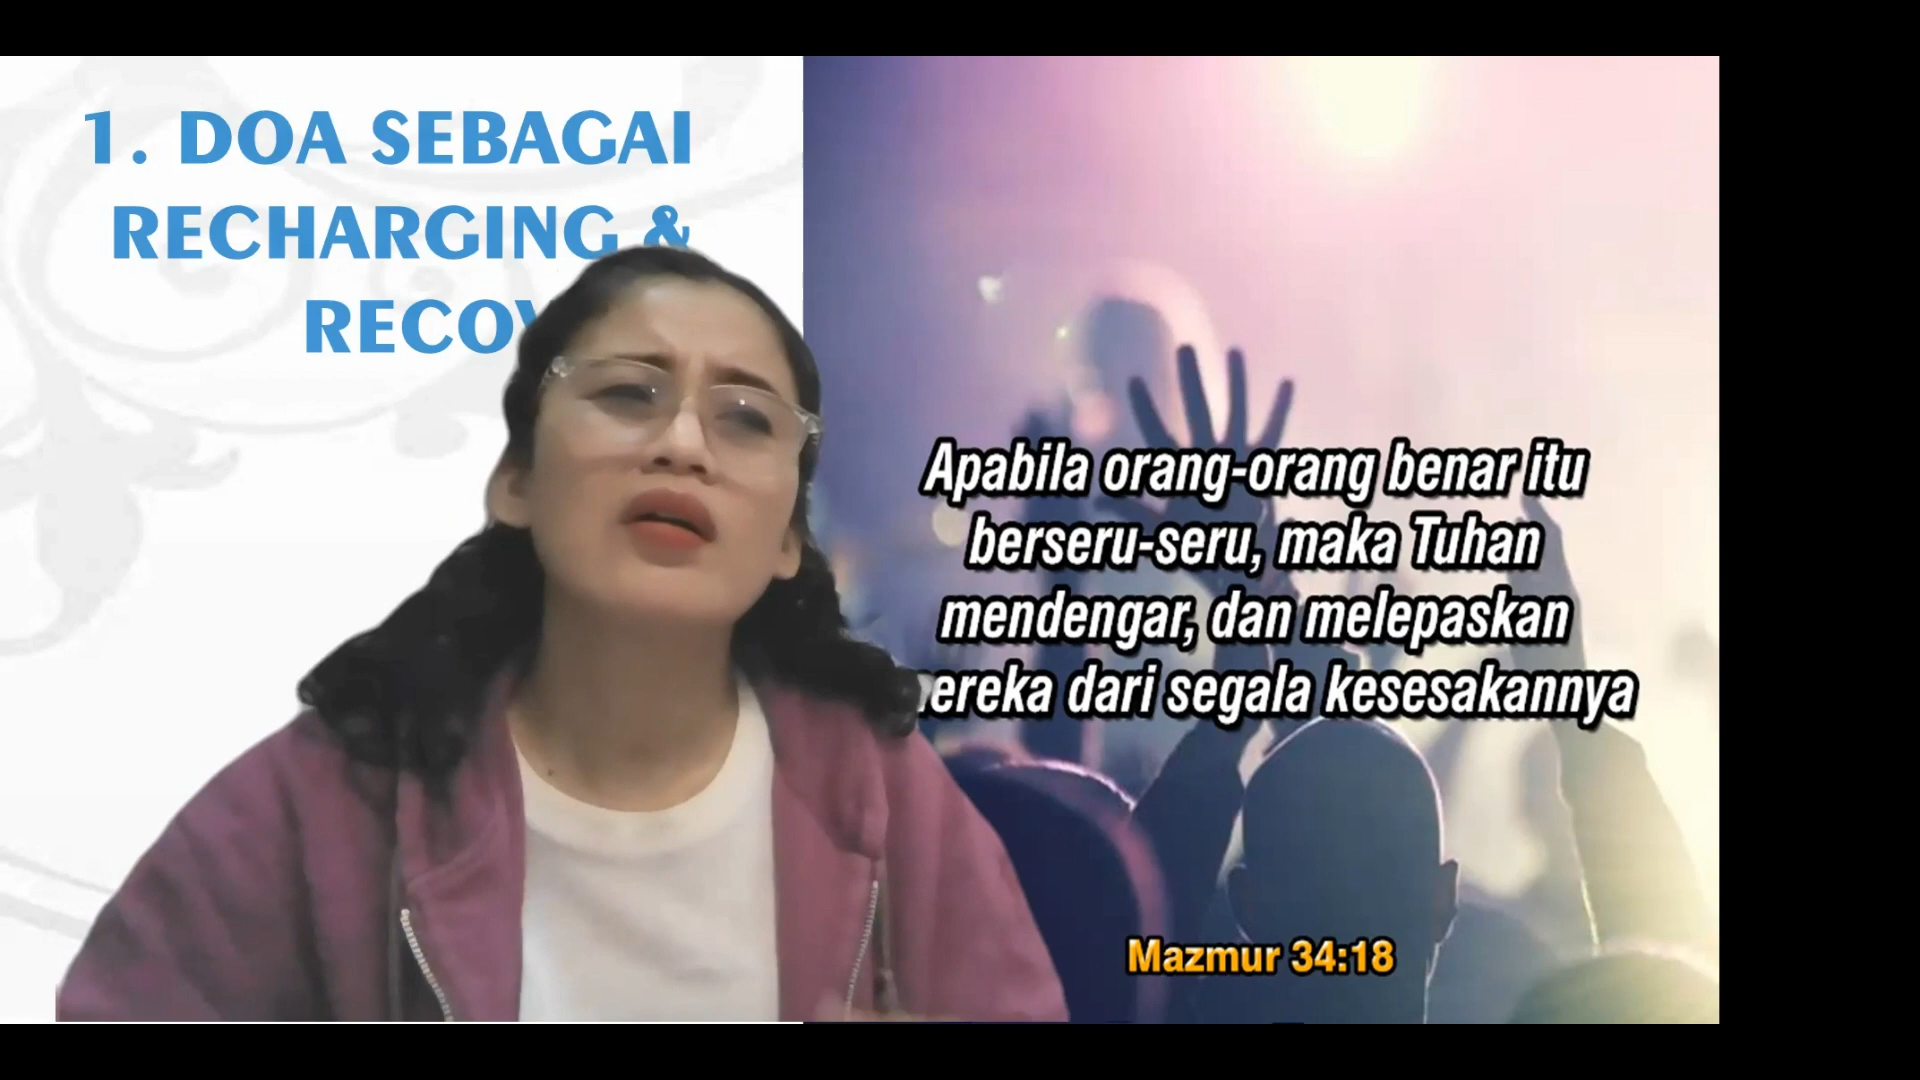 1. DOA SEBAGAI
RECHARGING &
Apabila orang-orang benar itu
berseru-seru, maka Tuhan
mendengar, dan melepaskan
dari segala kesesakannya
Mazmur 34:18